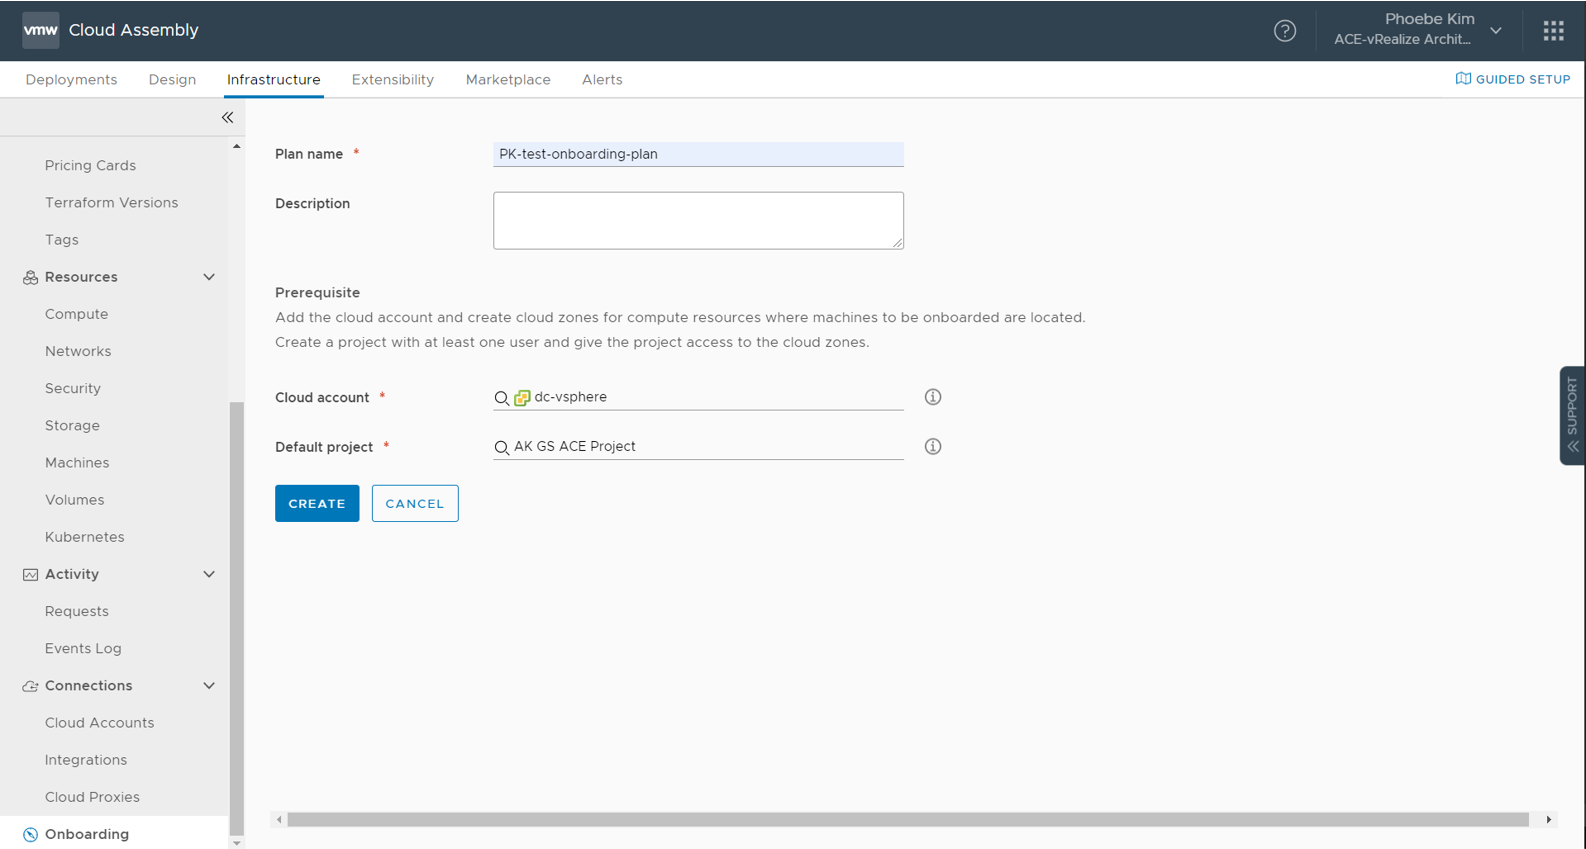 vmw Cloud Assembly
Phoebe Kim
ACE-vRealize Archit...
Deployments Design Infrastructure Extensibility Marketplace Alerts GUIDED SETUP
Pricing Cards
Terraform Versions
Tags
Resources
Compute
Networks
Security
Storage
Machines
Volumes
Kubernetes
Activity
Requests
Events Log
Connections
Cloud Accounts
Integrations
Cloud Proxies
Onboarding
Plan name * PK-test-onboarding-plan
Description
Prerequisite
Add the cloud account and create cloud zones for compute resources where machines to be onboarded are located.
Create a project with at least one user and give the project access to the cloud zones.
Cloud account * dc-vsphere
Default project * AK GS ACE Project
CREATE CANCEL
SUPPORT